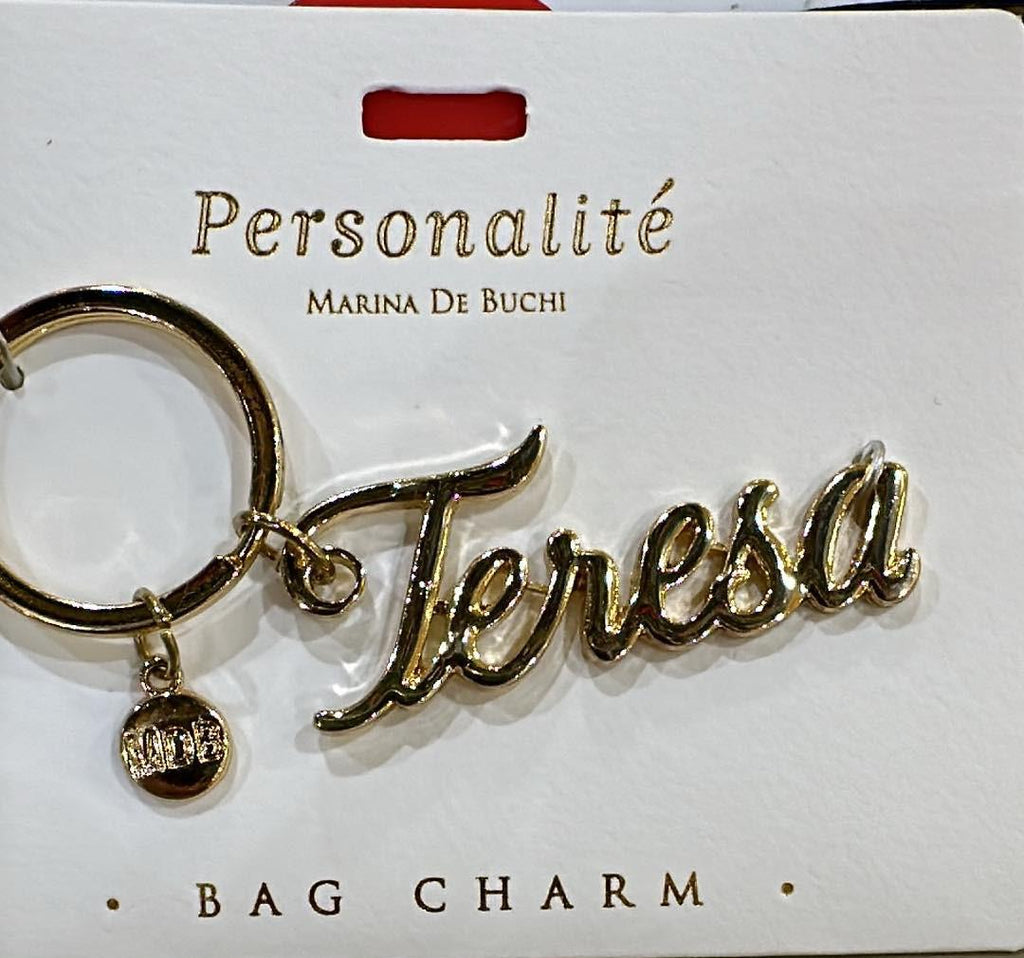 Personalité
MARINA DE BUCHI
Teresa
MDB
· BAG CHARM ·